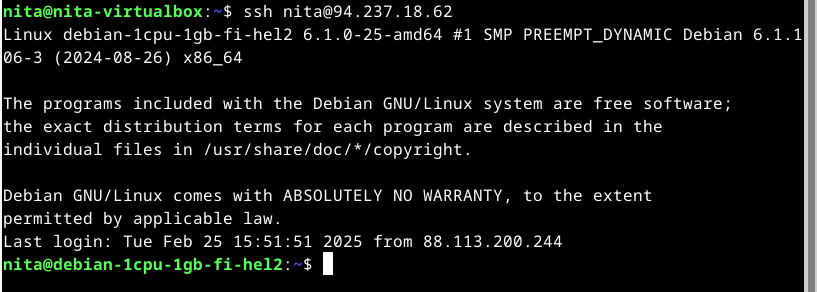 nita@nita-virtualbox:~$ ssh nita@94.237.18.62
Linux debian-1cpu-1gb-fi-hel2 6.1.0-25-amd64 #1 SMP PREEMPT_DYNAMIC Debian 6.1.1
06-3 (2024-08-26) x86_64
The programs included with the Debian GNU/Linux system are free software;
the exact distribution terms for each program are described in the
individual files in /usr/share/doc/*/copyright.
Debian GNU/Linux comes with ABSOLUTELY NO WARRANTY, to the extent
permitted by applicable law.
Last login: Tue Feb 25 15:51:51 2025 from 88.113.200.244
nita@debian-1cpu-1gb-fi-hel2:~$